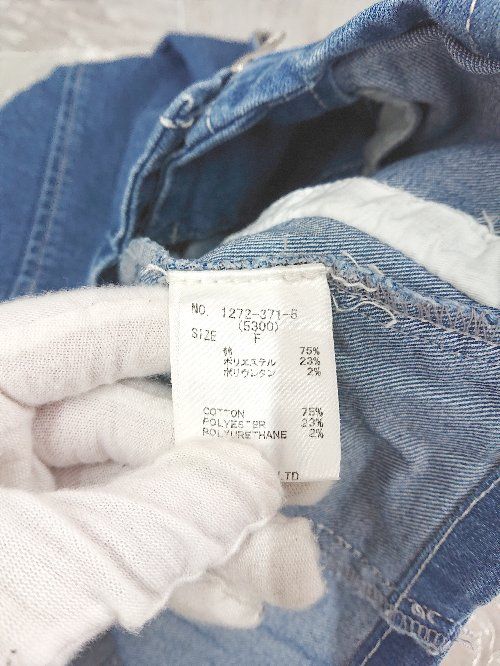 NO. 1272-371-6
(5300)
SIZE F
綿 75%
ポリエステル 23%
ポリウレタン 2%
COTTON 75%
POLYESTER 23%
POLYURETHANE 2%
LTD